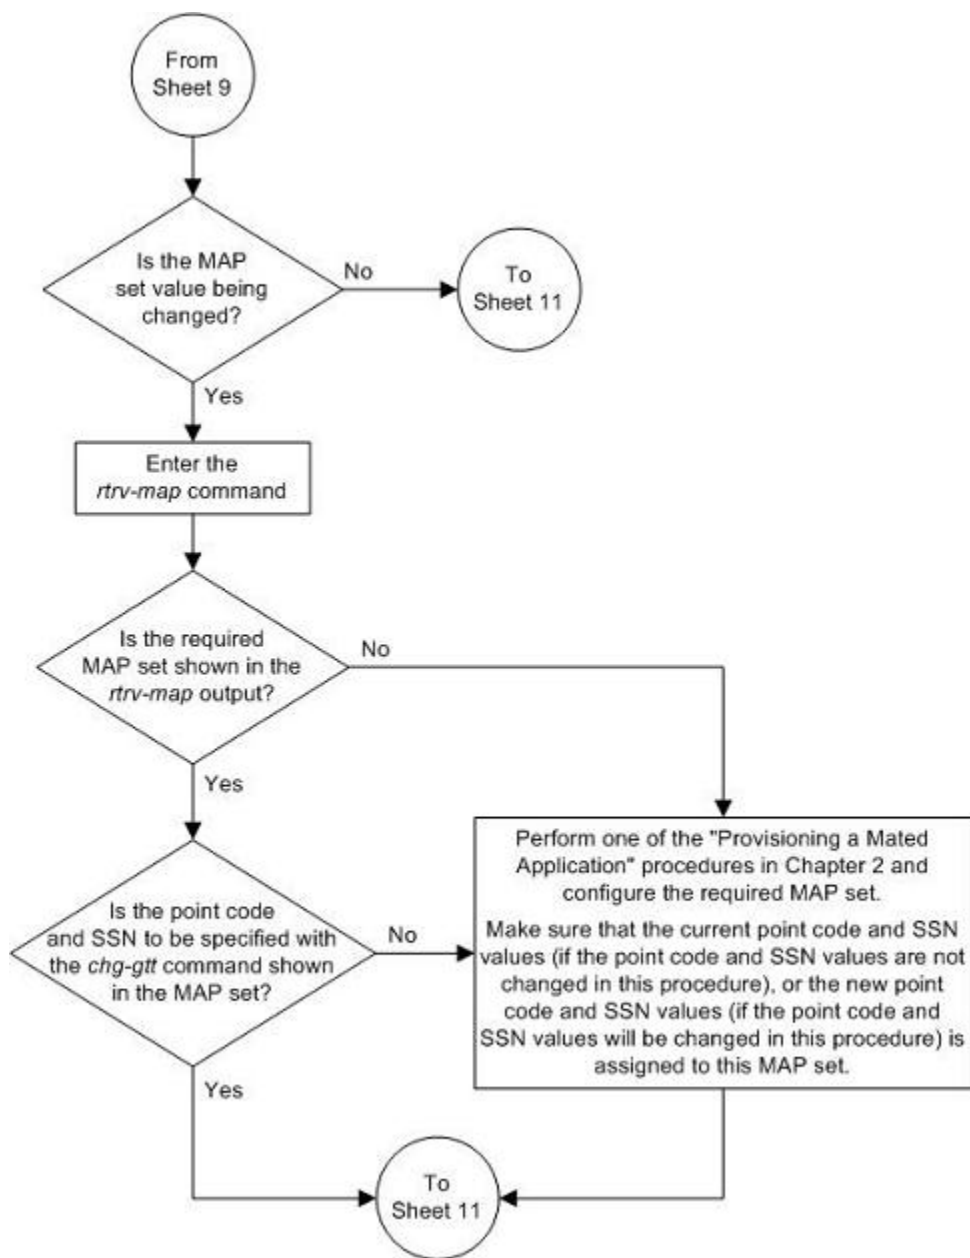 From
Sheet 9
Is the MAP
set value being
changed?
No
To
Sheet 11
Yes
Enter the
rtrv-map command
Is the required
MAP set shown in the
rtrv-map output?
No
Yes
Is the point code
and SSN to be specified with
the chg-gtt command shown
in the MAP set?
No
Perform one of the "Provisioning a Mated
Application" procedures in Chapter 2 and
configure the required MAP set.
Make sure that the current point code and SSN
values (if the point code and SSN values are not
changed in this procedure), or the new point
code and SSN values (if the point code and
SSN values will be changed in this procedure) is
assigned to this MAP set.
Yes
To
Sheet 11